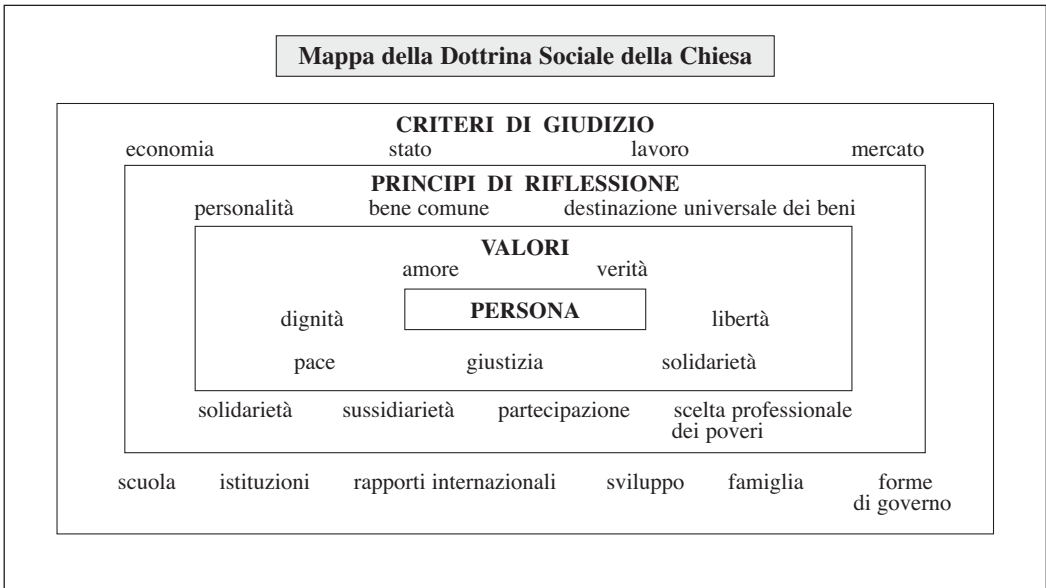 Mappa della Dottrina Sociale della Chiesa
CRITERI DI GIUDIZIO
economia stato lavoro mercato
PRINCIPI DI RIFLESSIONE
personalità bene comune destinazione universale dei beni
VALORI
amore verità
PERSONA
dignità libertà
pace giustizia solidarietà
solidarietà sussidiarietà partecipazione scelta professionale
dei poveri
scuola istituzioni rapporti internazionali sviluppo famiglia forme
di governo